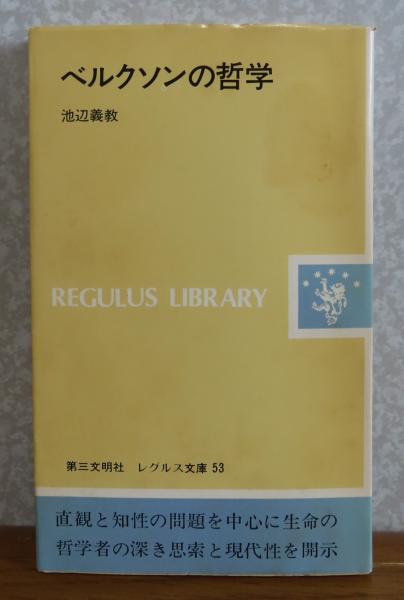 ベルクソンの哲学
池辺義教
REGULUS LIBRARY
第三文明社 レグルス文庫 53
直観と知性の問題を中心に生命の
哲学者の深き思索と現代性を開示